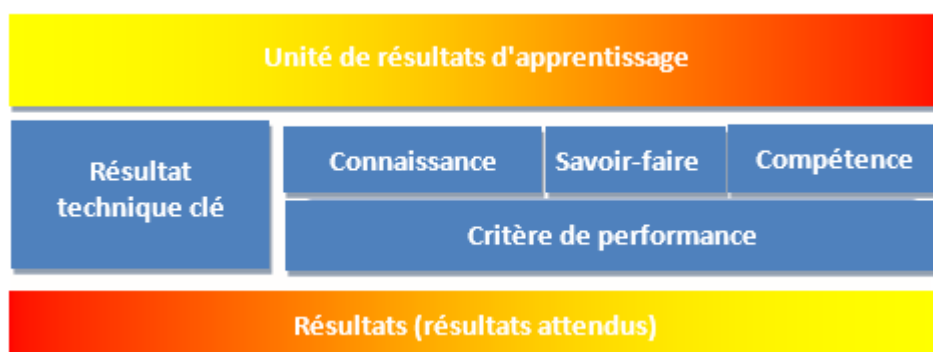 Unité de résultats d'apprentissage
Résultat
technique clé
Connaissance
Savoir-faire
Compétence
Critère de performance
Résultats (résultats attendus)